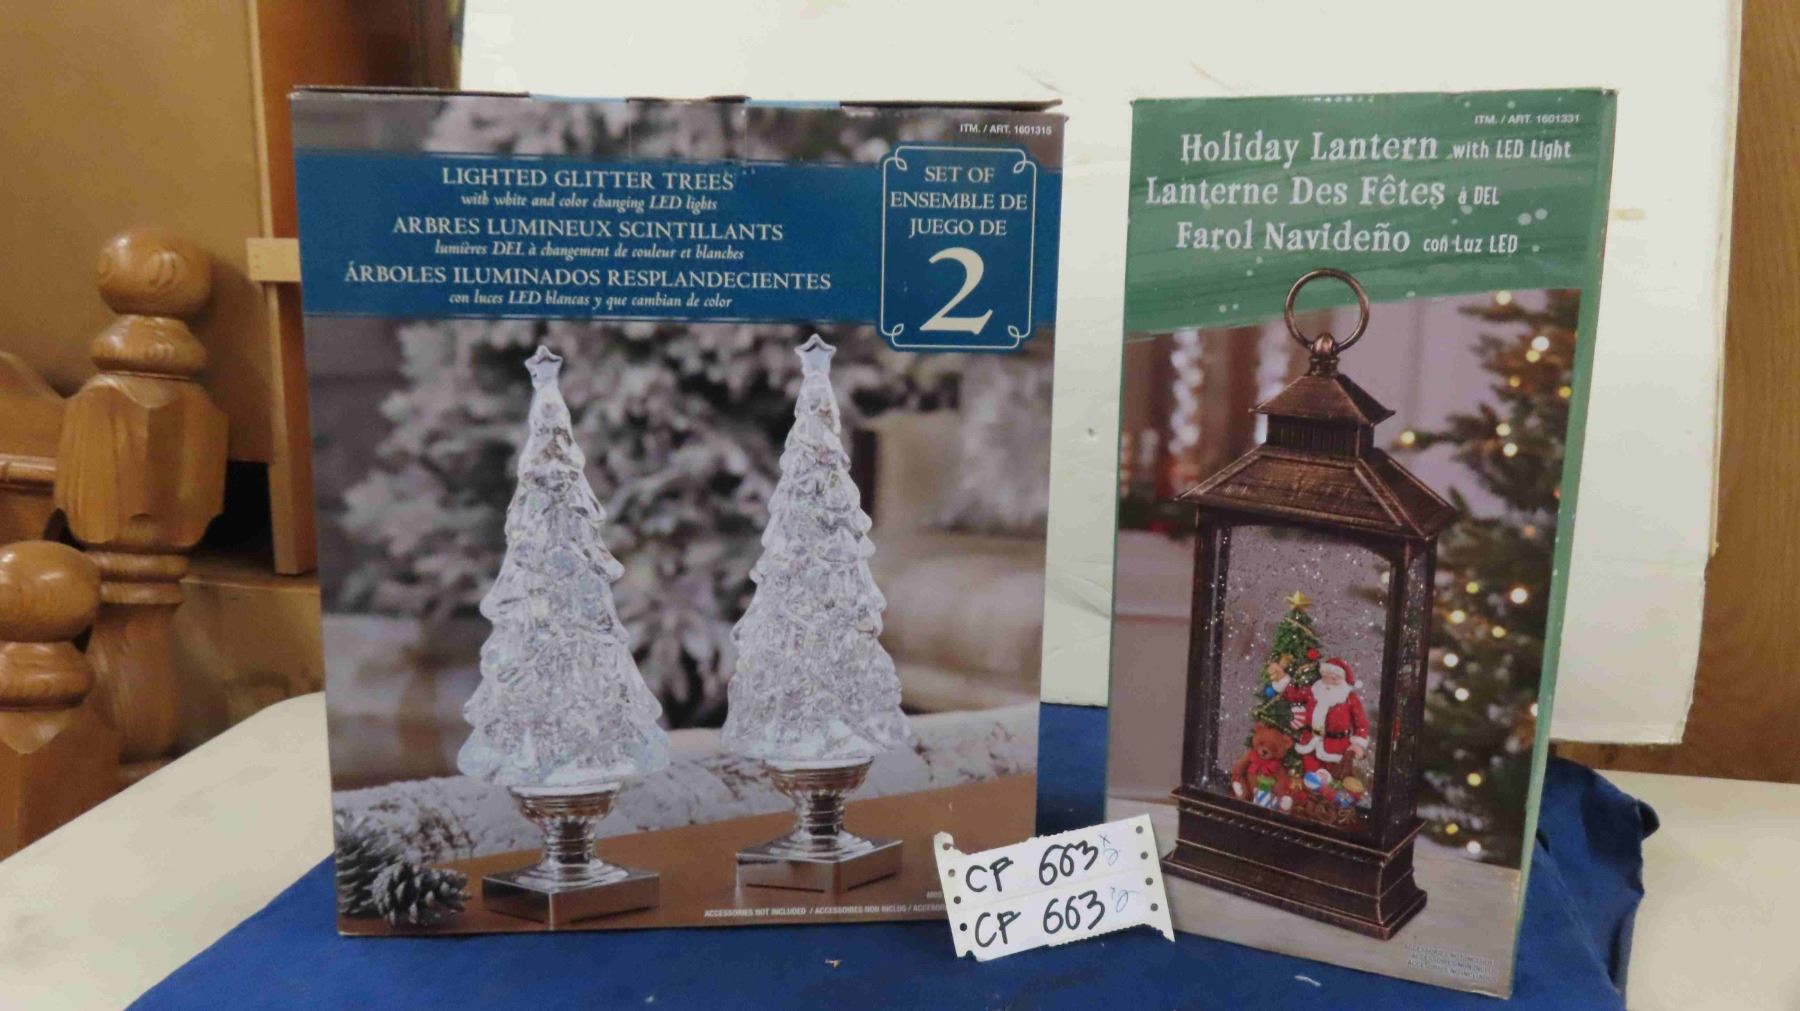 ITM. / ART. 1601315
LIGHTED GLITTER TREES
with white and color changing LED lights
ARBRES LUMINEUX SCINTILLANTS
lumières DEL à changement de couleur et blanches
ÁRBOLES ILUMINADOS RESPLANDECIENTES
con luces LED blancas y que cambian de color
SET OF
ENSEMBLE DE
JUEGO DE
2
ACCESSORIES NOT INCLUDED / ACCESSOIRES NON INCLUS /
ITM. / ART. 1601331
Holiday Lantern with LED Light
Lanterne Des Fêtes à DEL
Farol Navideño con Luz LED
CF 663
CF 663